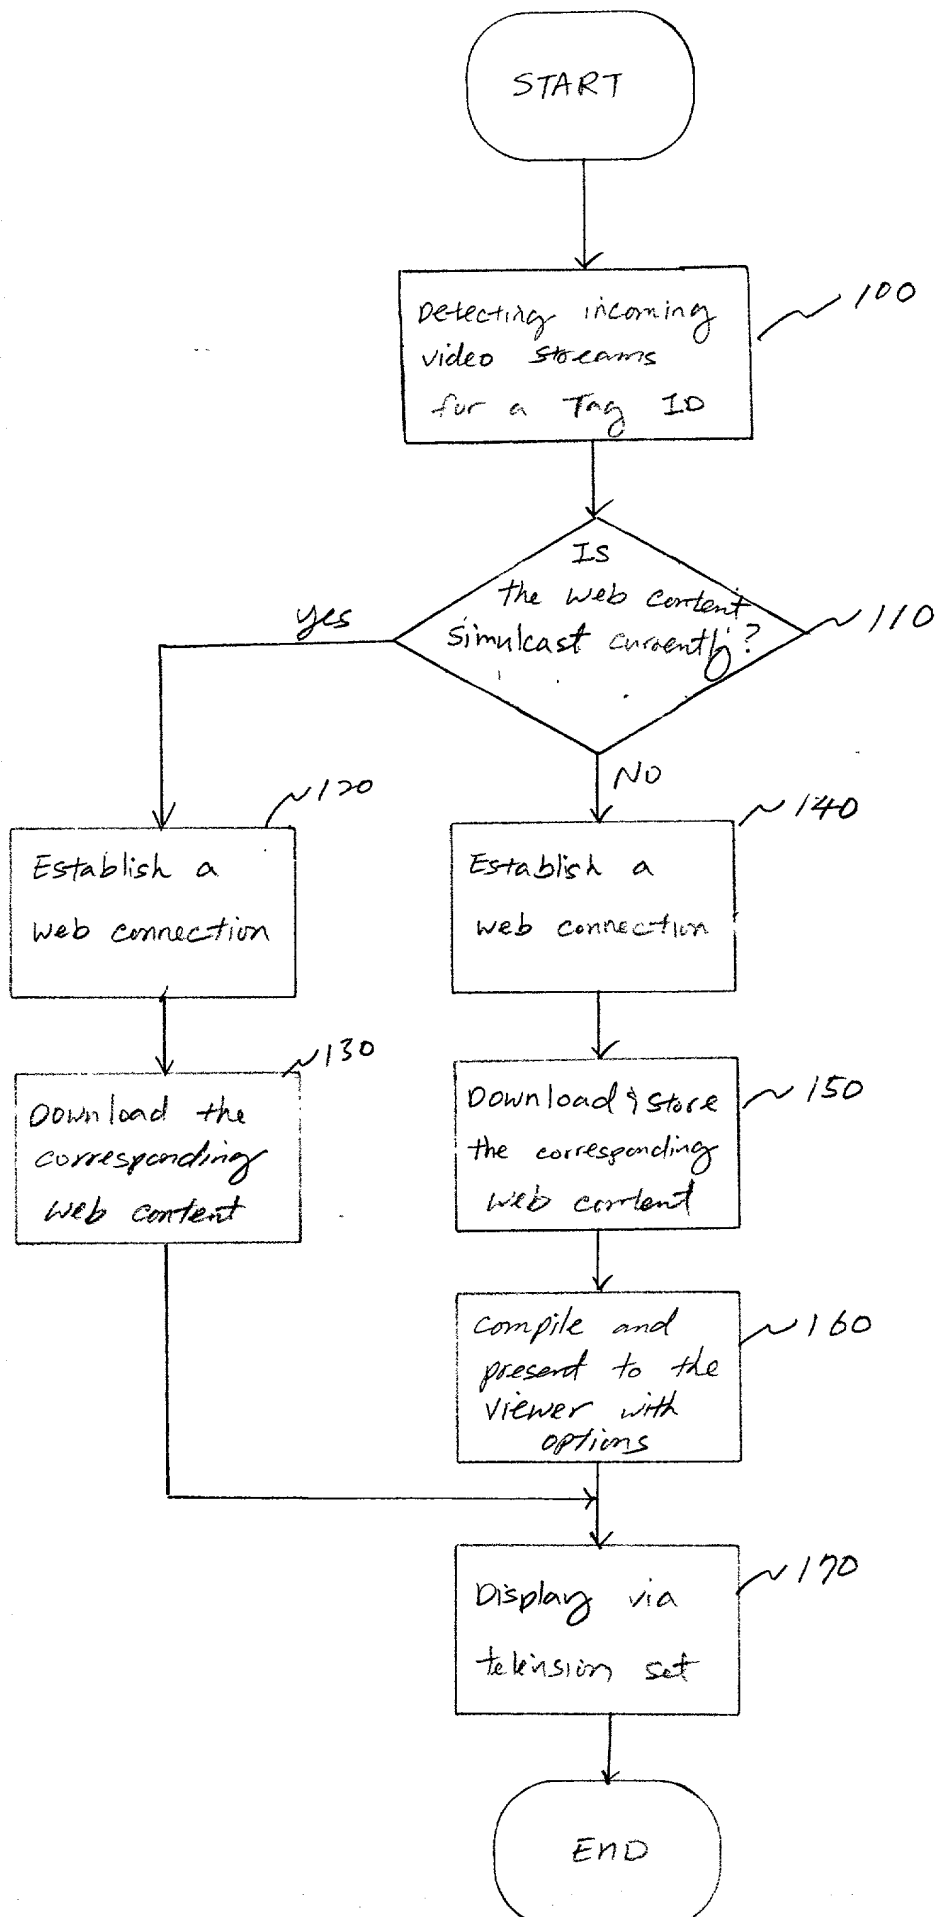 START
Detecting incoming
video streams
for a Tag ID
100
Is
the web content
simulcast currently?
110
yes
NO
120
Establish a
web connection
140
Establish a
web connection
130
Download the
corresponding
web content
150
Download & store
the corresponding
web content
160
compile and
present to the
viewer with
options
170
Display via
television set
END